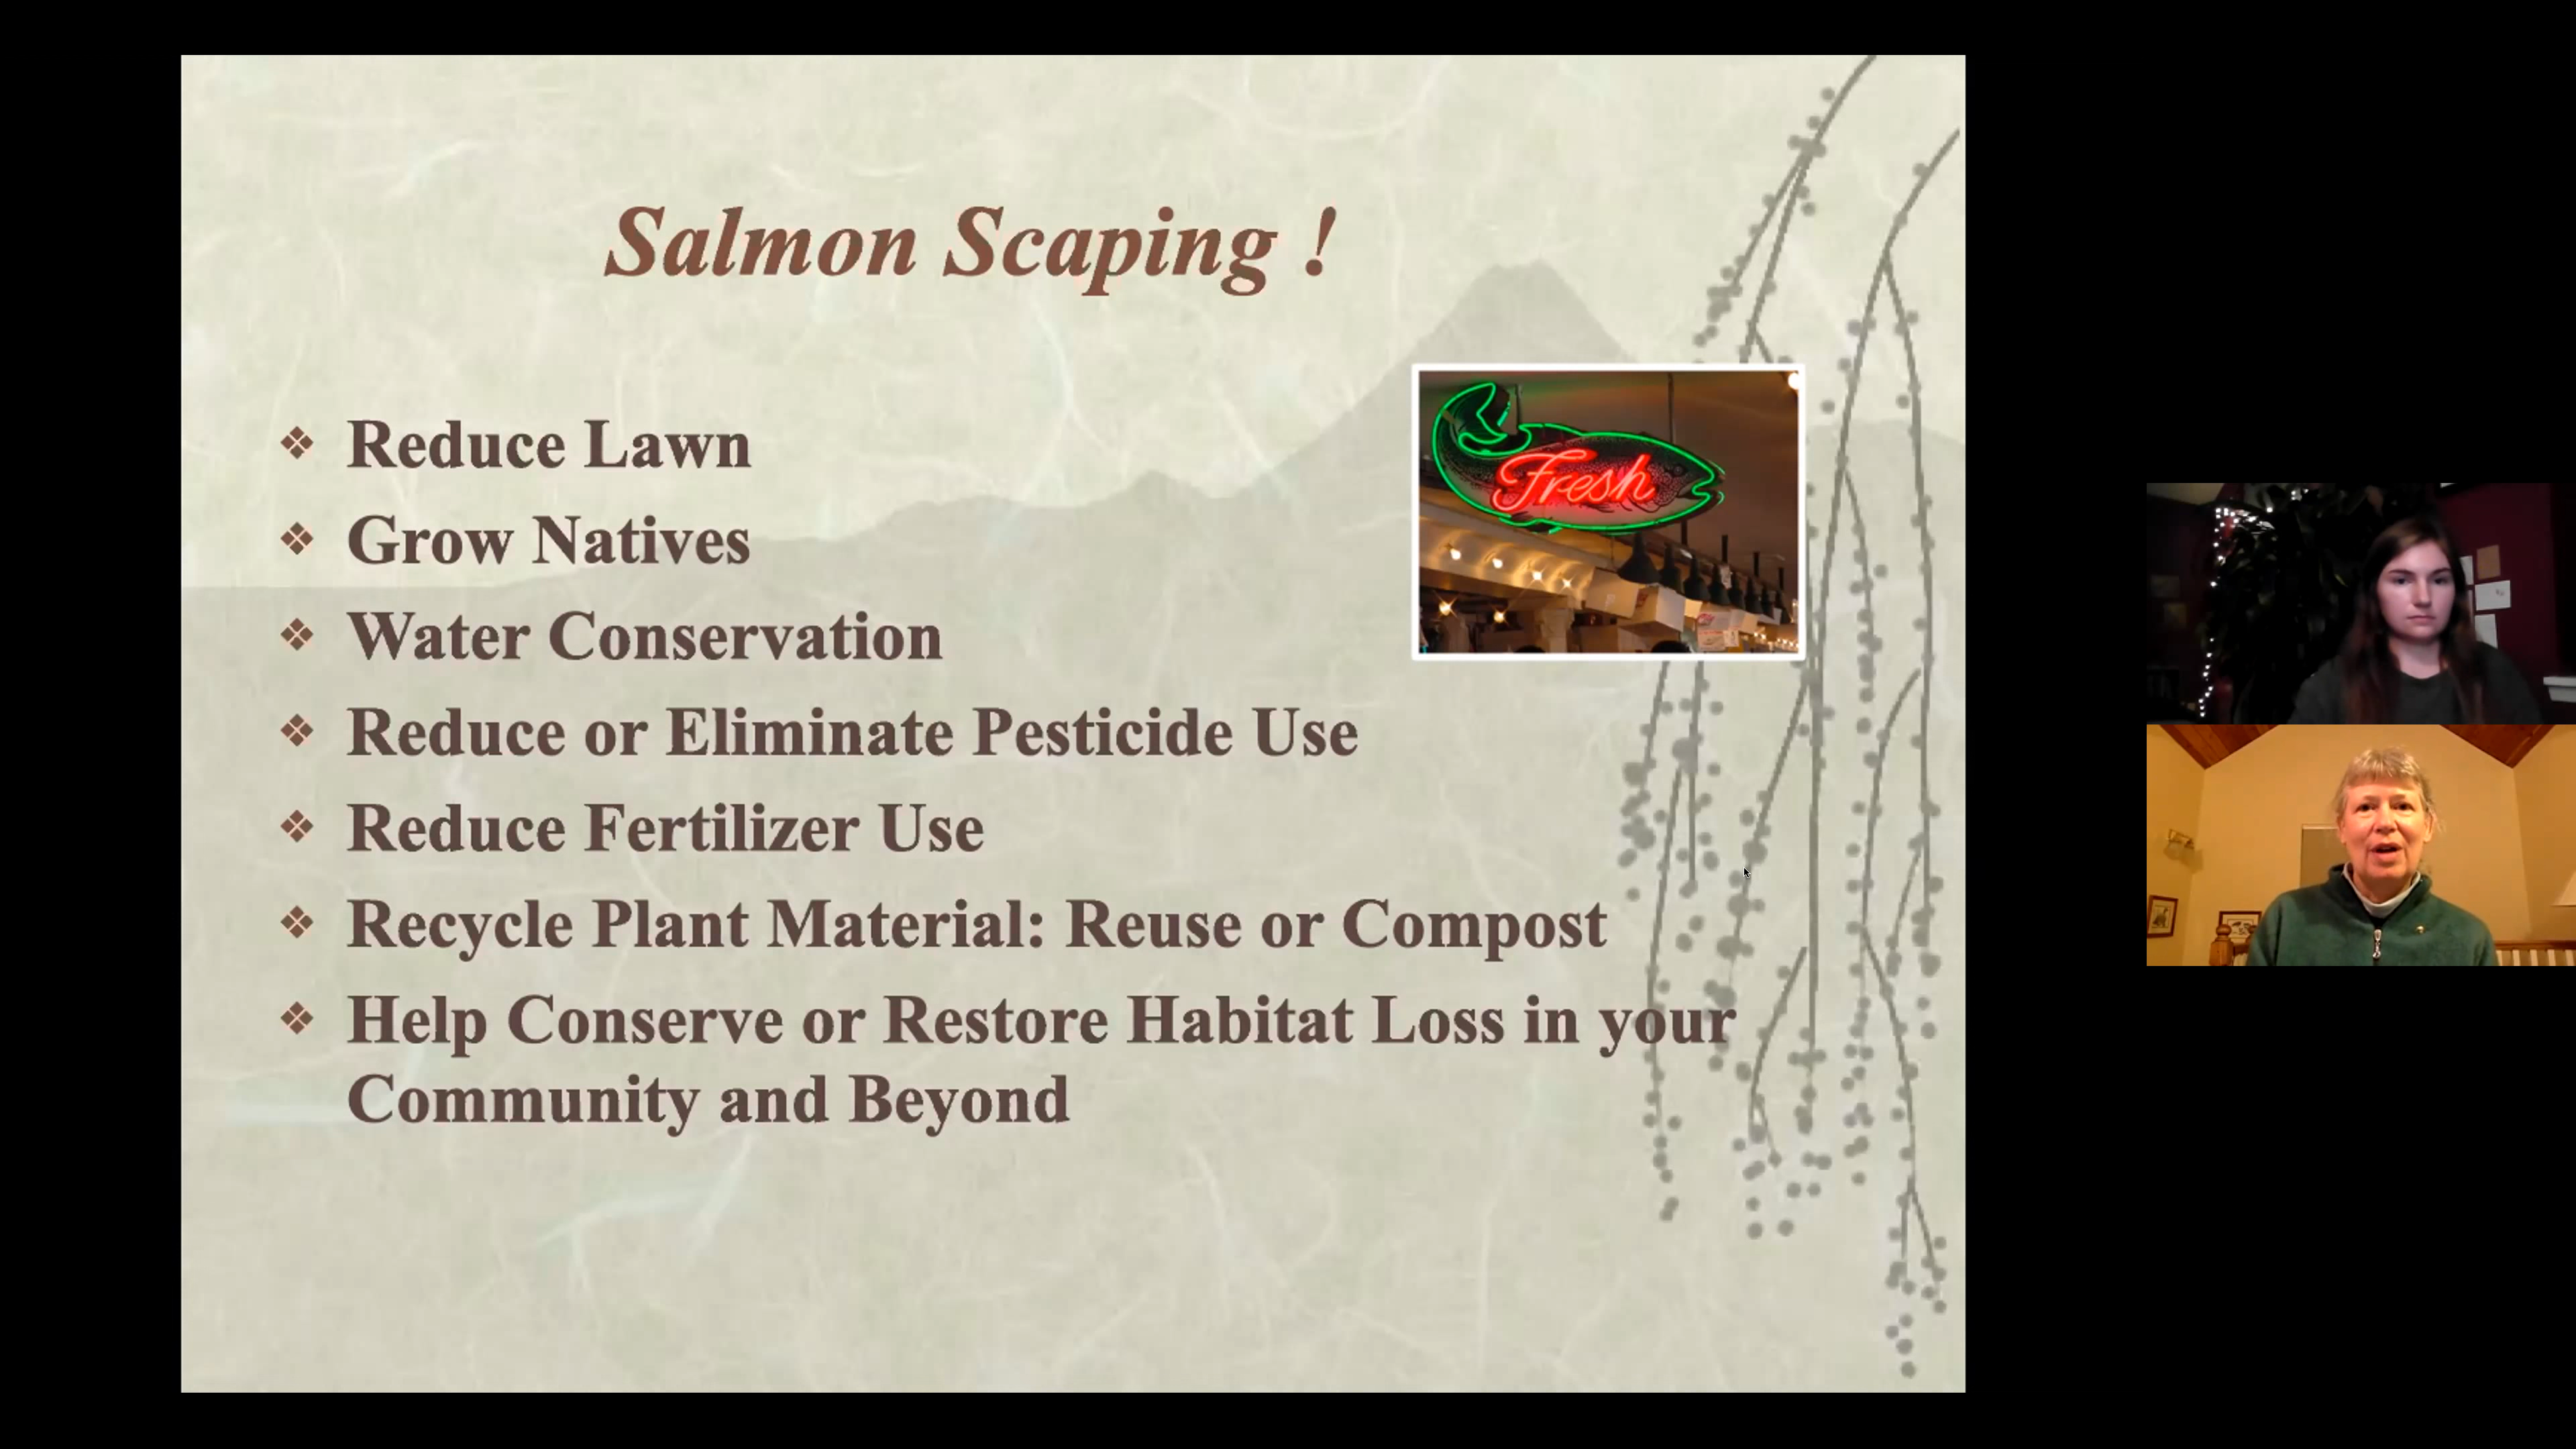 Salmon Scaping !
Reduce Lawn
Grow Natives
Fresh
Water Conservation
Reduce or Eliminate Pesticide Use
Reduce Fertilizer Use
Recycle Plant Material: Reuse or Compost
Help Conserve or Restore Habitat Loss in your
Community and Beyond